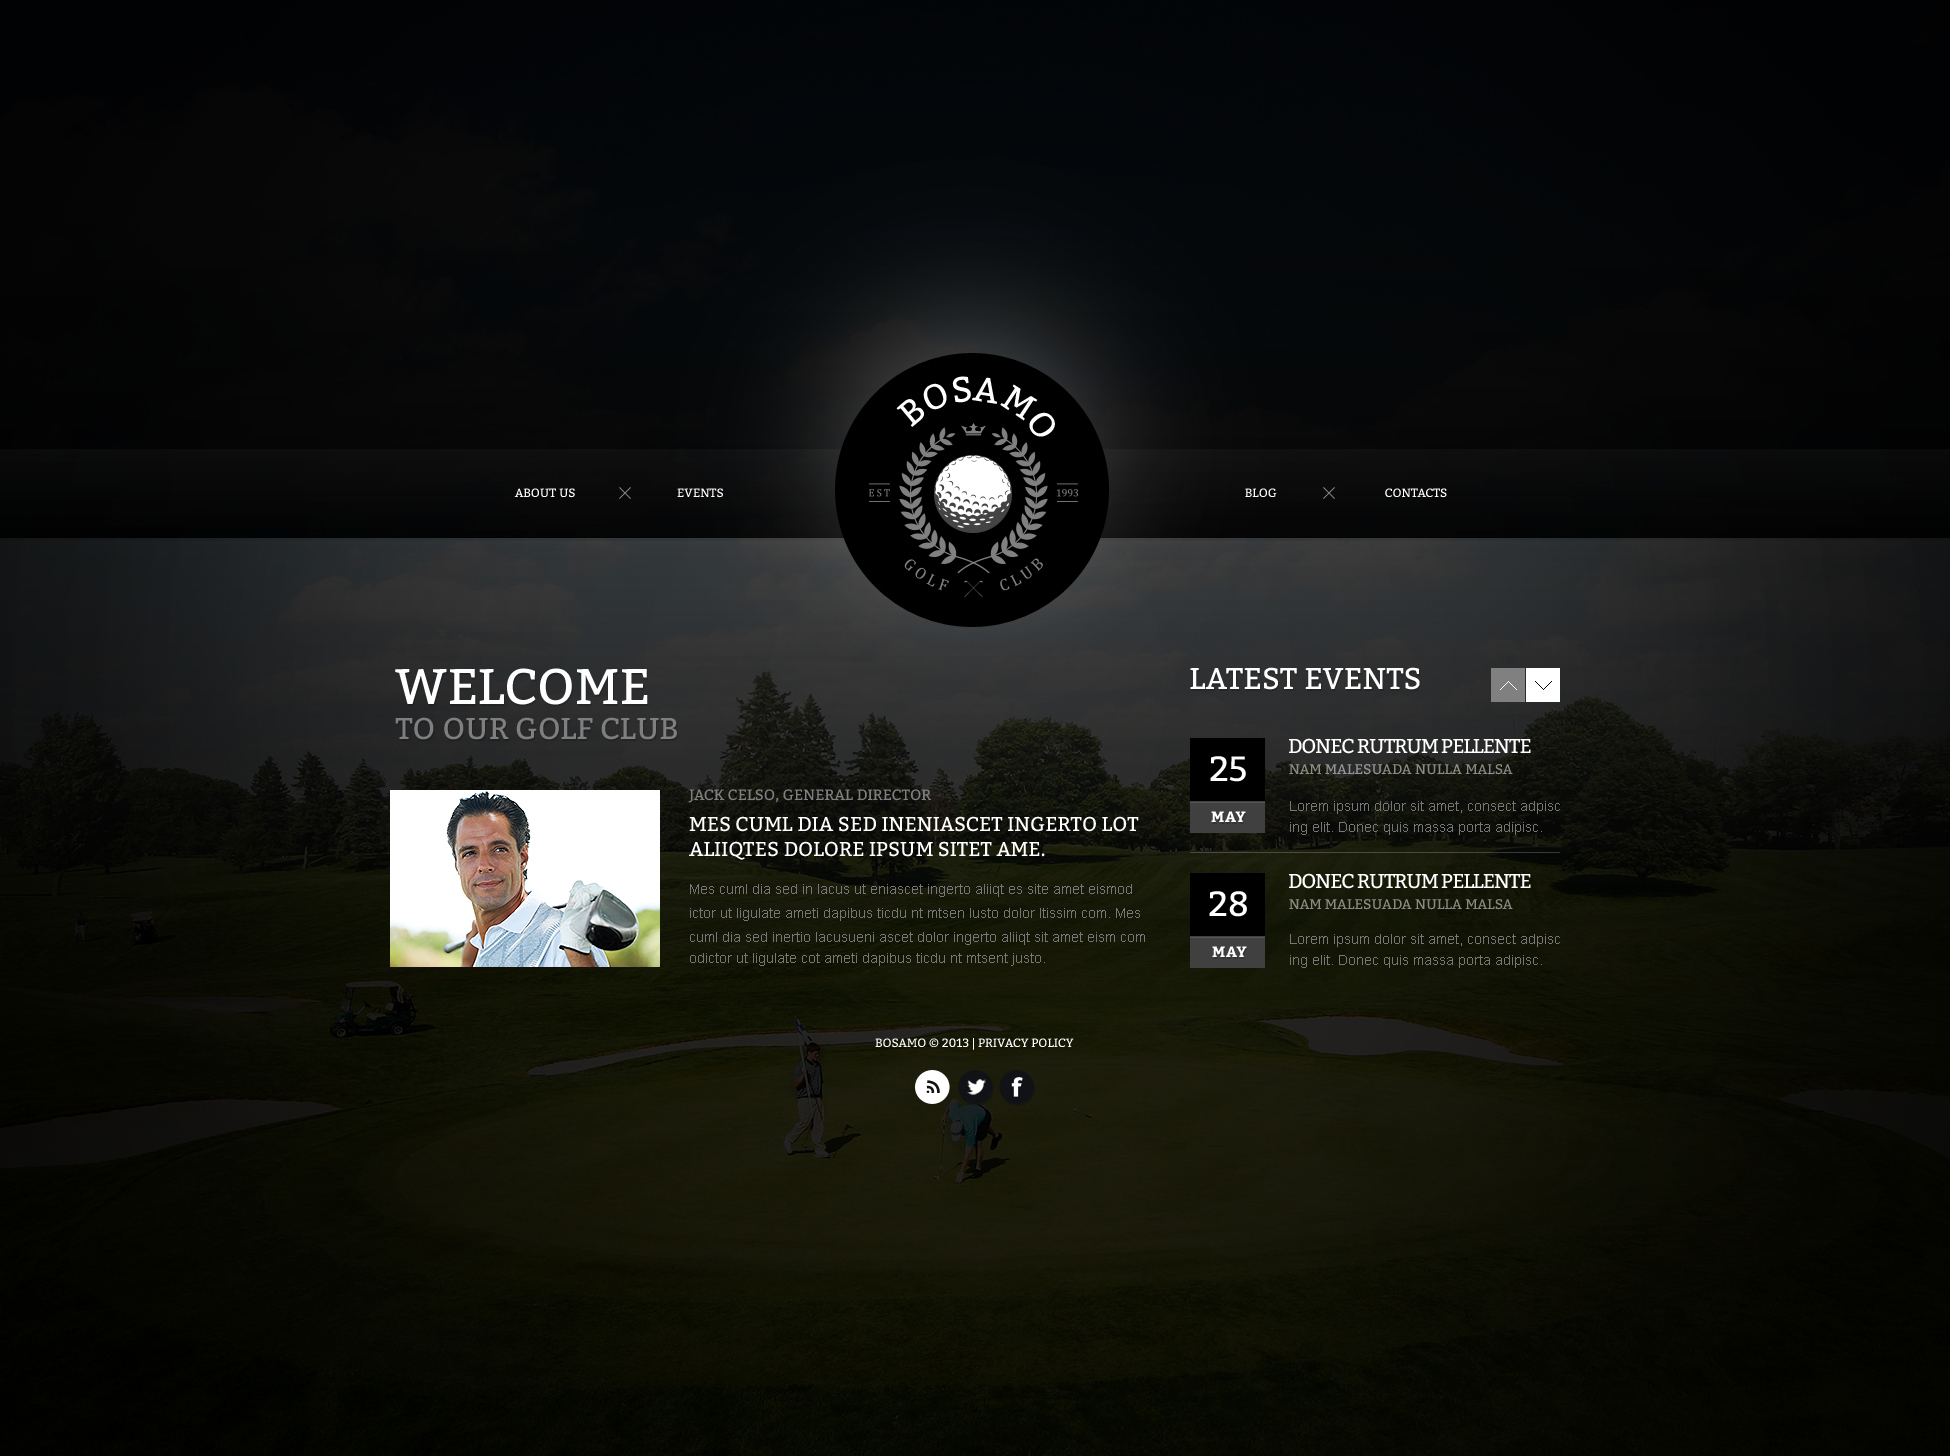 BOSAMO
EST
1993
GOLF CLUB
ABOUT US
EVENTS
BLOG
CONTACTS
WELCOME
TO OUR GOLF CLUB
JACK CELSO, GENERAL DIRECTOR
MES CUML DIA SED INENIASCET INGERTO LOT
ALIIQTES DOLORE IPSUM SITET AME.
Mes cuml dia sed in lacus ut eniascet ingerto aliiqt es site amet eismod
ictor ut ligulate ameti dapibus ticdu nt mtsen lusto dolor ltissim com. Mes
cuml dia sed inertio lacusueni ascet dolor ingerto aliiqt sit amet eism com
odictor ut ligulate cot ameti dapibus ticdu nt mtsent justo.
LATEST EVENTS
25
MAY
DONEC RUTRUM PELLENTE
NAM MALESUADA NULLA MALSA
Lorem ipsum dolor sit amet, consect adipisc
ing elit. Donec quis massa porta adipisc.
28
MAY
DONEC RUTRUM PELLENTE
NAM MALESUADA NULLA MALSA
Lorem ipsum dolor sit amet, consect adipisc
ing elit. Donec quis massa porta adipisc.
BOSAMO © 2013 | PRIVACY POLICY